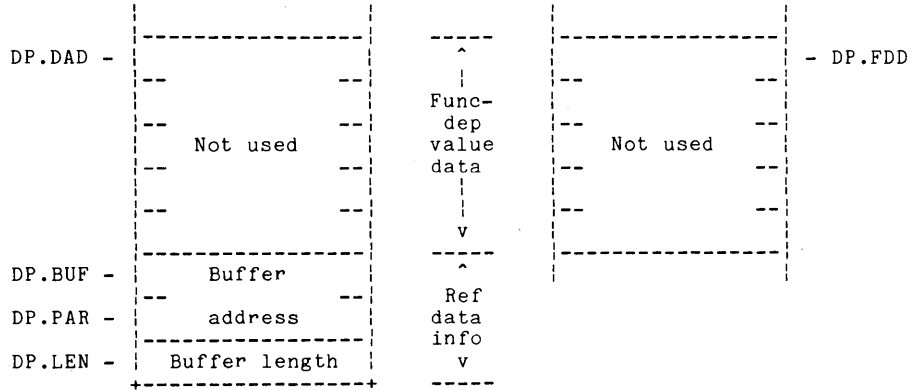 DP.DAD - ^ - DP.FDD
Func-
dep
Not used value Not used
data
v
DP.BUF - Buffer ^
Ref
DP.PAR - address data
info
DP.LEN - Buffer length v